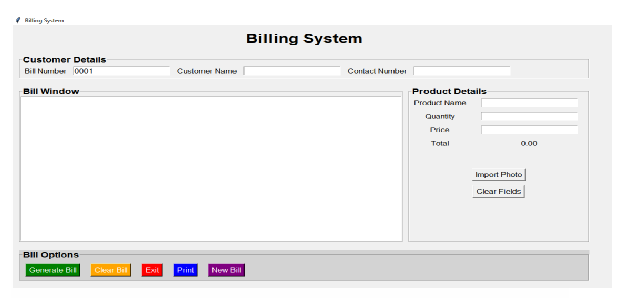 Billing System
Billing System
Customer Details
Bill Number 0001 Customer Name Contact Number
Bill Window
Product Details
Product Name
Quantity
Price
Total 0.00
Import Photo
Clear Fields
Bill Options
Generate Bill Clear Bill Exit Print New Bill